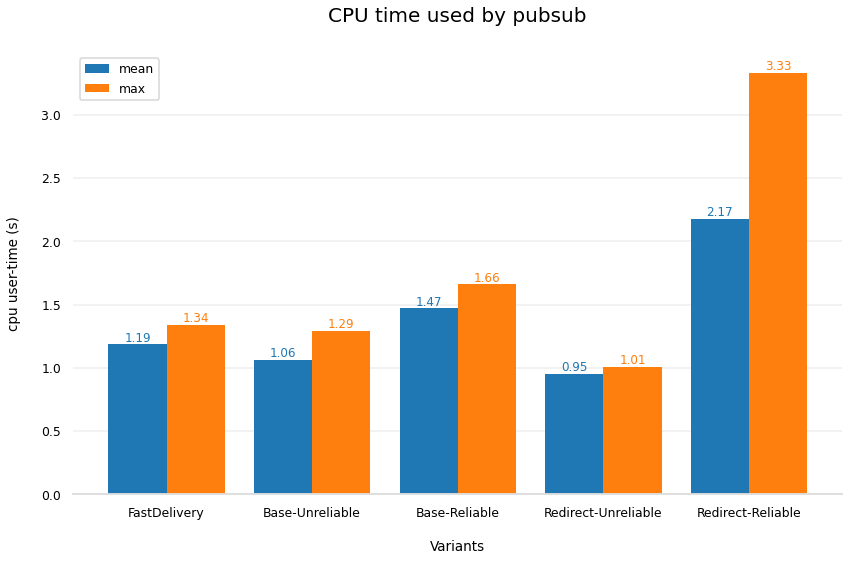 CPU time used by pubsub
mean
max
cpu user-time (s)
3.0
2.5
2.0
1.5
1.0
0.5
0.0
1.19
1.34
1.06
1.29
1.47
1.66
0.95
1.01
2.17
3.33
FastDelivery
Base-Unreliable
Base-Reliable
Redirect-Unreliable
Redirect-Reliable
Variants